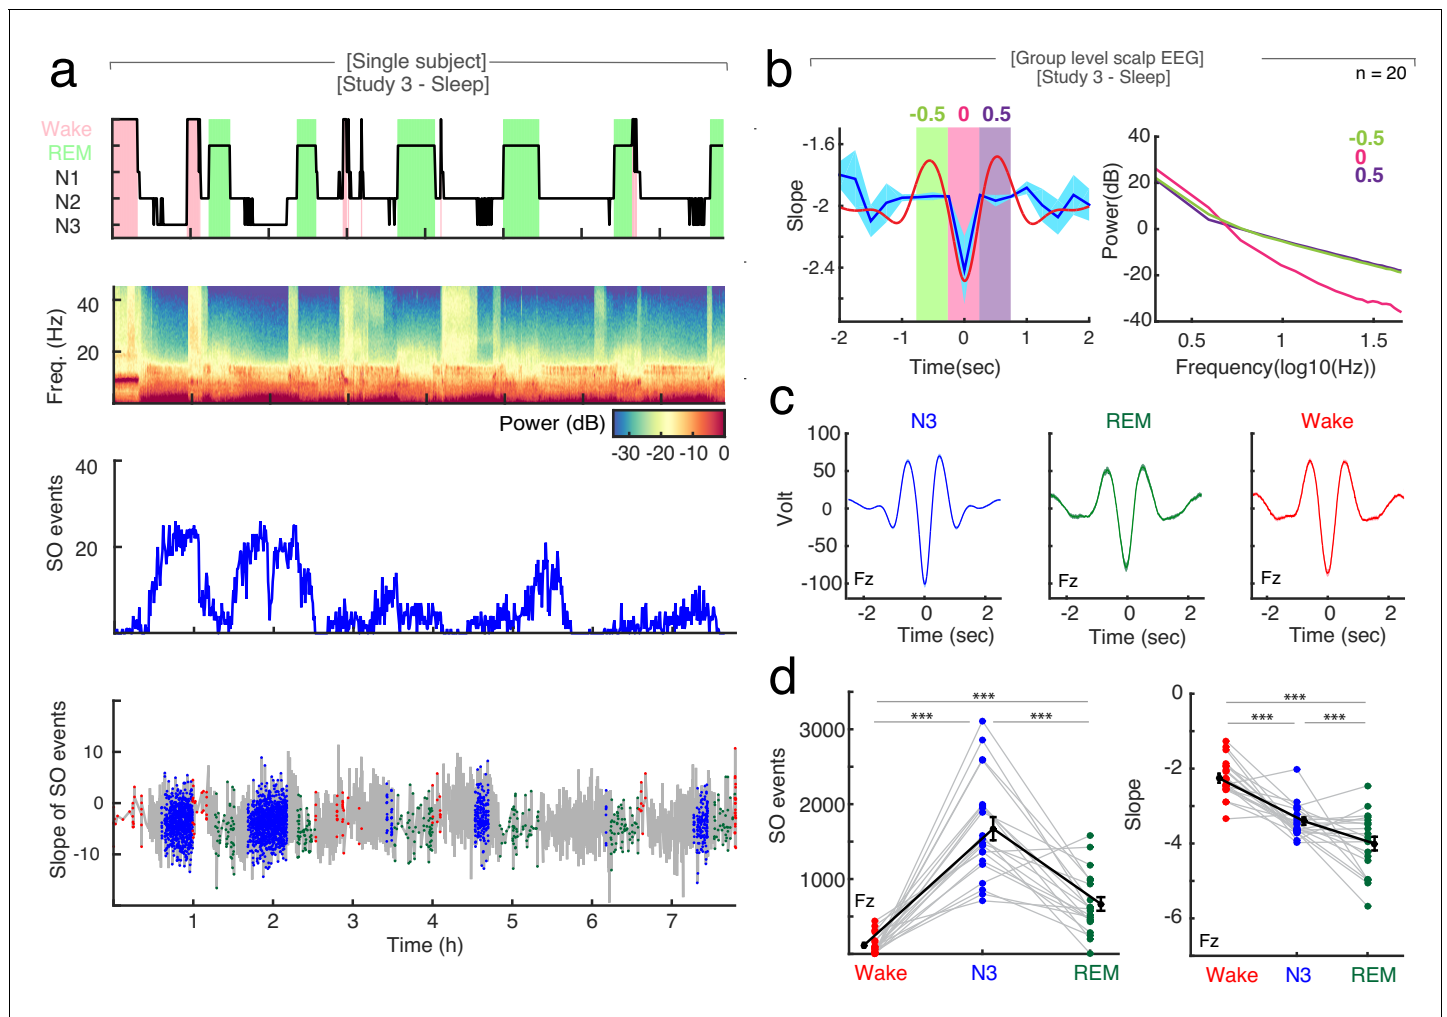 a
[Single subject]
[Study 3 - Sleep]
Wake
REM
N1
N2
N3
Freq. (Hz)
40
20
Power (dB)
-30 -20 -10 0
SO events
40
20
Slope of SO events
10
0
-10
1 2 3 4 5 6 7
Time (h)
b
[Group level scalp EEG]
[Study 3 - Sleep]
n = 20
-0.5 0 0.5
Slope
-1.6
-2
-2.4
-2 -1 0 1 2
Time(sec)
Power(dB)
40
20
0
-20
-40
-0.5
0
0.5
0.5 1 1.5
Frequency(log10(Hz))
c
N3
REM
Wake
Volt
100
50
0
-50
-100
Fz
Fz
Fz
-2 0 2
-2 0 2
-2 0 2
Time (sec)
Time (sec)
Time (sec)
d
SO events
3000
2000
1000
***
*** ***
Fz
Wake N3 REM
Slope
0
-2
-4
-6
***
*** ***
Fz
Wake N3 REM